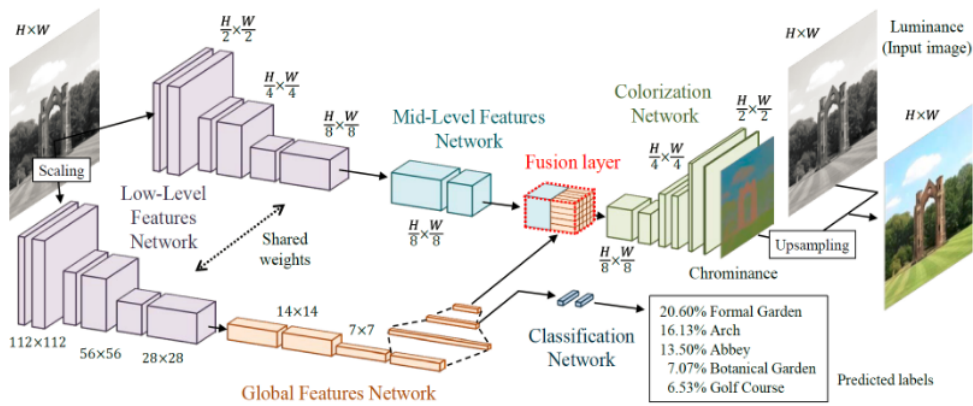 H×W
H/2×W/2
H/4×W/4
H/8×W/8
Scaling
Low-Level
Features
Network
Shared
weights
112×112
56×56
28×28
Mid-Level Features
Network
H/8×W/8
Fusion layer
14×14
7×7
Global Features Network
Colorization
Network
H/8×W/8
H/4×W/4
H/2×W/2
Chrominance
Classification
Network
20.60% Formal Garden
16.13% Arch
13.50% Abbey
7.07% Botanical Garden
6.53% Golf Course
Predicted labels
H×W
Luminance
(Input image)
Upsampling
H×W